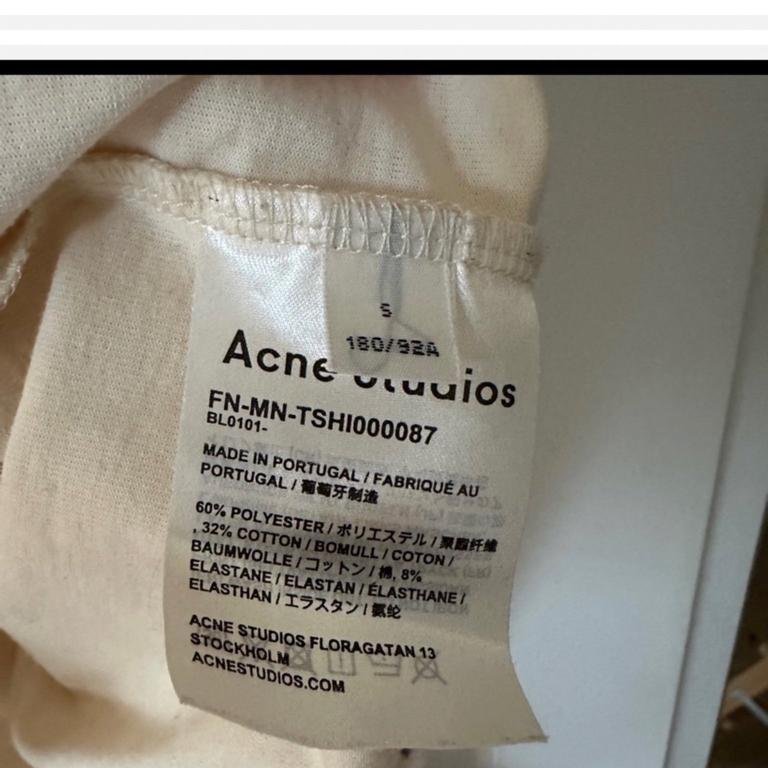 S
180/92A
Acne Studios
FN-MN-TSHI000087
BL0101-
MADE IN PORTUGAL / FABRIQUÉ AU
PORTUGAL / 葡萄牙制造
60% POLYESTER / ポリエステル / 聚酯纤维
, 32% COTTON / BOMULL / COTON /
BAUMWOLLE / コットン / 棉, 8%
ELASTANE / ELASTAN / ÉLASTHANE /
ELASTHAN / エラスタン / 氨纶
ACNE STUDIOS FLORAGATAN 13
STOCKHOLM
ACNESTUDIOS.COM